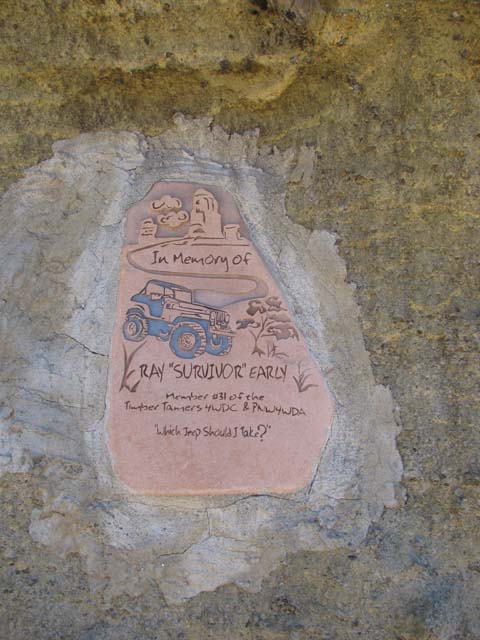 In Memory of
RAY "SURVIVOR" EARLY
Member #31 of the
Timber Tamers 4WDC & PNW4WDA
"Which Jeep Should I Take?"